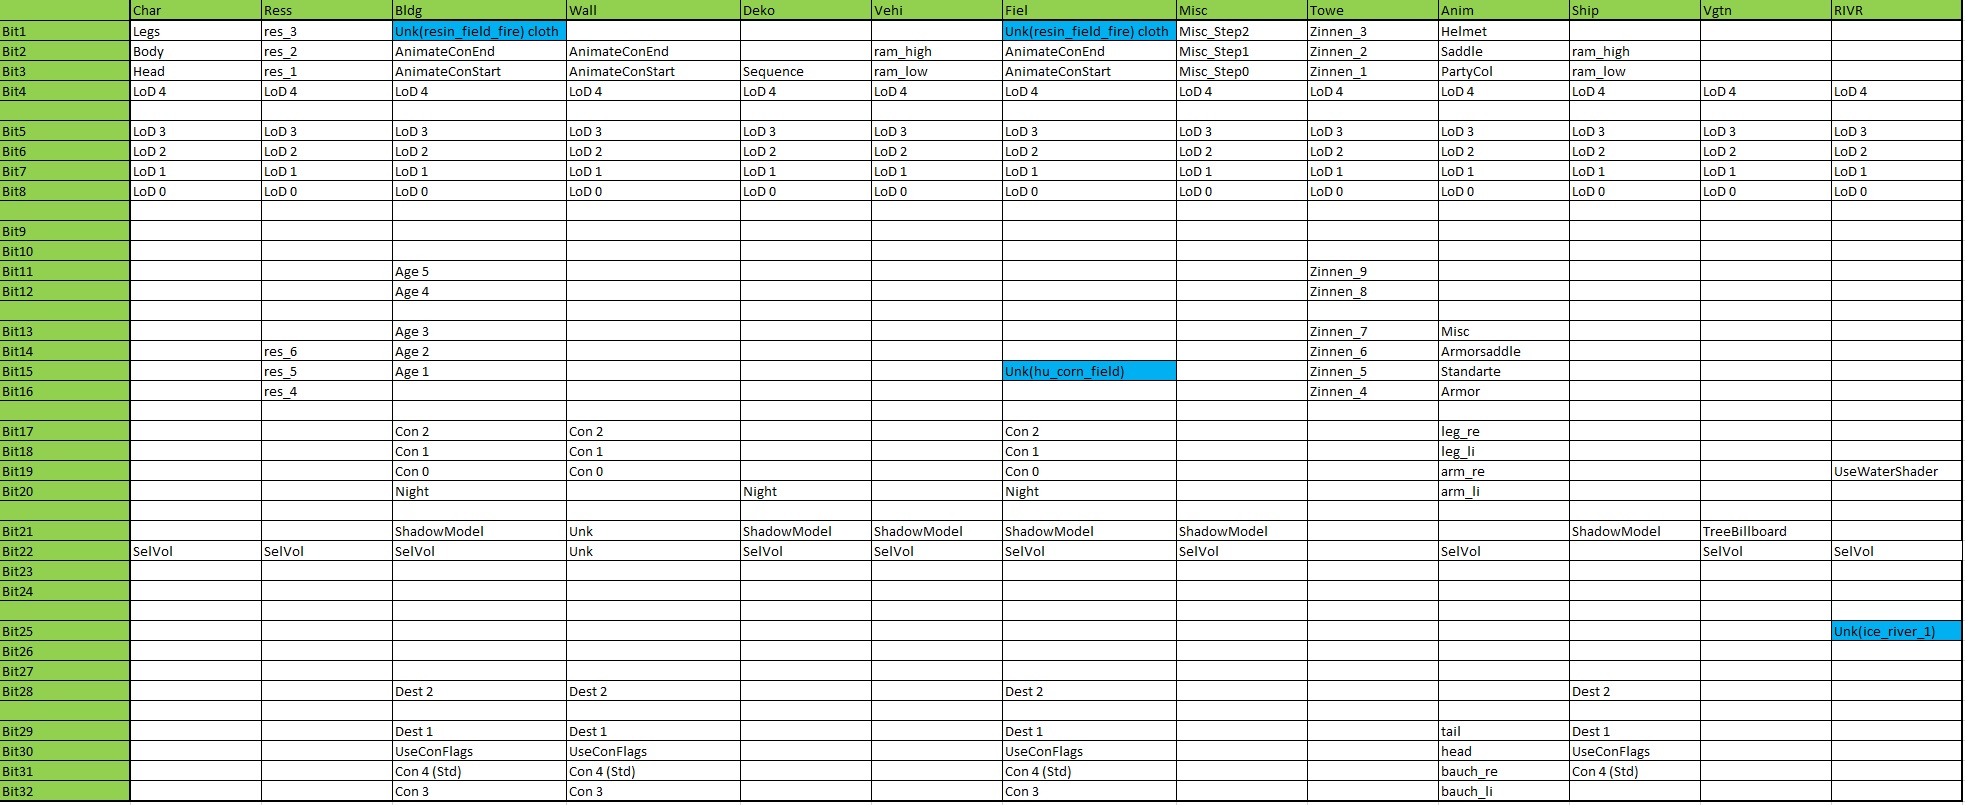 Char Ress Bldg Wall Deko Vehi Fiel Misc Towe Anim Ship Vgtn RIVR
Bit1 Legs res_3 Unk(resin_field_fire) cloth Unk(resin_field_fire) cloth Misc_Step2 Zinnen_3 Helmet
Bit2 Body res_2 AnimateConEnd AnimateConEnd ram_high AnimateConEnd Misc_Step1 Zinnen_2 Saddle ram_high
Bit3 Head res_1 AnimateConStart AnimateConStart Sequence ram_low AnimateConStart Misc_Step0 Zinnen_1 PartyCol ram_low
Bit4 LoD 4 LoD 4 LoD 4 LoD 4 LoD 4 LoD 4 LoD 4 LoD 4 LoD 4 LoD 4 LoD 4 LoD 4 LoD 4
Bit5 LoD 3 LoD 3 LoD 3 LoD 3 LoD 3 LoD 3 LoD 3 LoD 3 LoD 3 LoD 3 LoD 3 LoD 3 LoD 3
Bit6 LoD 2 LoD 2 LoD 2 LoD 2 LoD 2 LoD 2 LoD 2 LoD 2 LoD 2 LoD 2 LoD 2 LoD 2 LoD 2
Bit7 LoD 1 LoD 1 LoD 1 LoD 1 LoD 1 LoD 1 LoD 1 LoD 1 LoD 1 LoD 1 LoD 1 LoD 1 LoD 1
Bit8 LoD 0 LoD 0 LoD 0 LoD 0 LoD 0 LoD 0 LoD 0 LoD 0 LoD 0 LoD 0 LoD 0 LoD 0 LoD 0
Bit9
Bit10
Bit11 Age 5 Zinnen_9
Bit12 Age 4 Zinnen_8
Bit13 Age 3 Zinnen_7 Misc
Bit14 res_6 Age 2 Zinnen_6 Armorsaddle
Bit15 res_5 Age 1 Unk(hu_corn_field) Zinnen_5 Standarte
Bit16 res_4 Zinnen_4 Armor
Bit17 Con 2 Con 2 Con 2 leg_re
Bit18 Con 1 Con 1 Con 1 leg_li
Bit19 Con 0 Con 0 Con 0 arm_re UseWaterShader
Bit20 Night Night Night arm_li
Bit21 ShadowModel Unk ShadowModel ShadowModel ShadowModel ShadowModel ShadowModel TreeBillboard
Bit22 SelVol SelVol SelVol Unk SelVol SelVol SelVol SelVol SelVol SelVol SelVol
Bit23
Bit24
Bit25 Unk(ice_river_1)
Bit26
Bit27
Bit28 Dest 2 Dest 2 Dest 2 Dest 2
Bit29 Dest 1 Dest 1 Dest 1 tail Dest 1
Bit30 UseConFlags UseConFlags UseConFlags head UseConFlags
Bit31 Con 4 (Std) Con 4 (Std) Con 4 (Std) bauch_re Con 4 (Std)
Bit32 Con 3 Con 3 Con 3 bauch_li